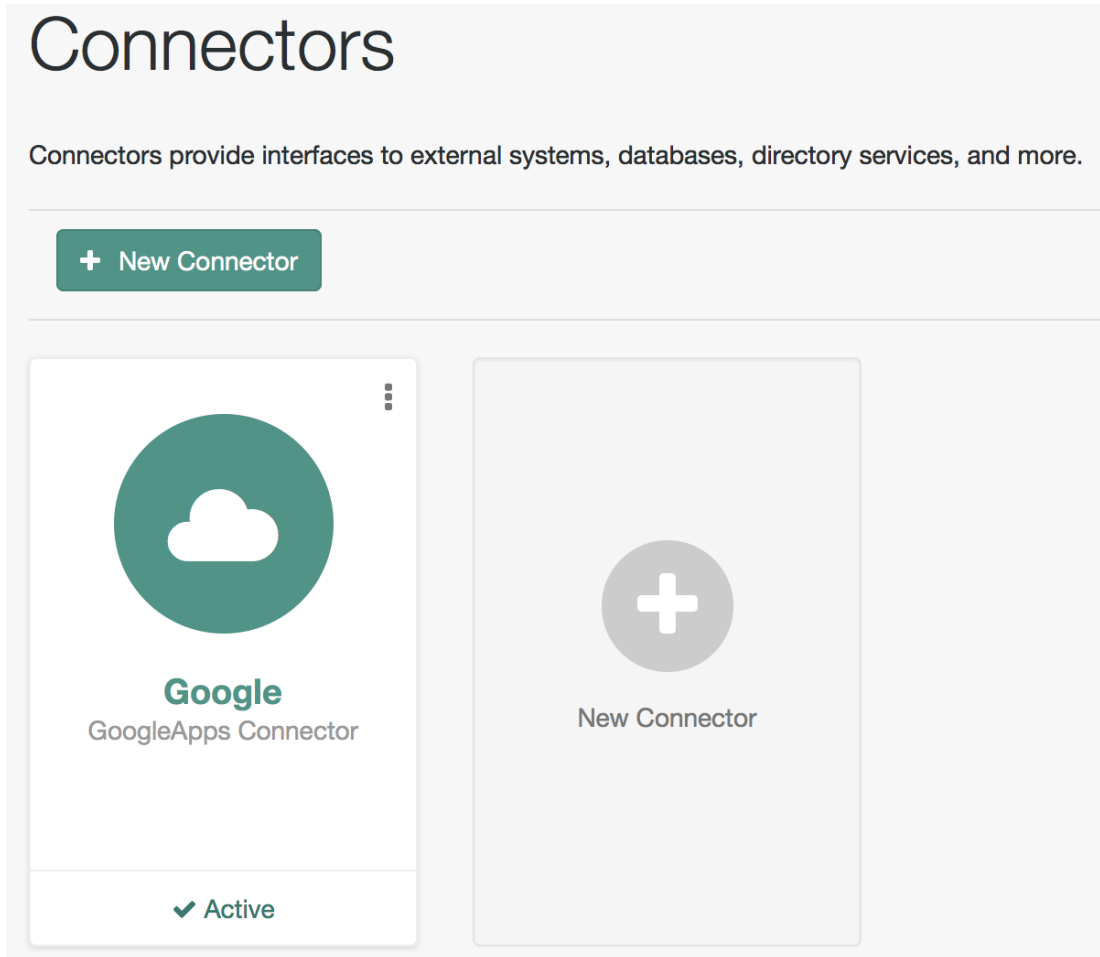 Connectors
Connectors provide interfaces to external systems, databases, directory services, and more.
New Connector
Google
GoogleApps Connector
Active
New Connector